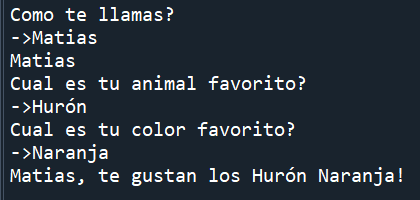 Como te llamas?
->Matias
Matias
Cual es tu animal favorito?
->Hurón
Cual es tu color favorito?
->Naranja
Matias, te gustan los Hurón Naranja!